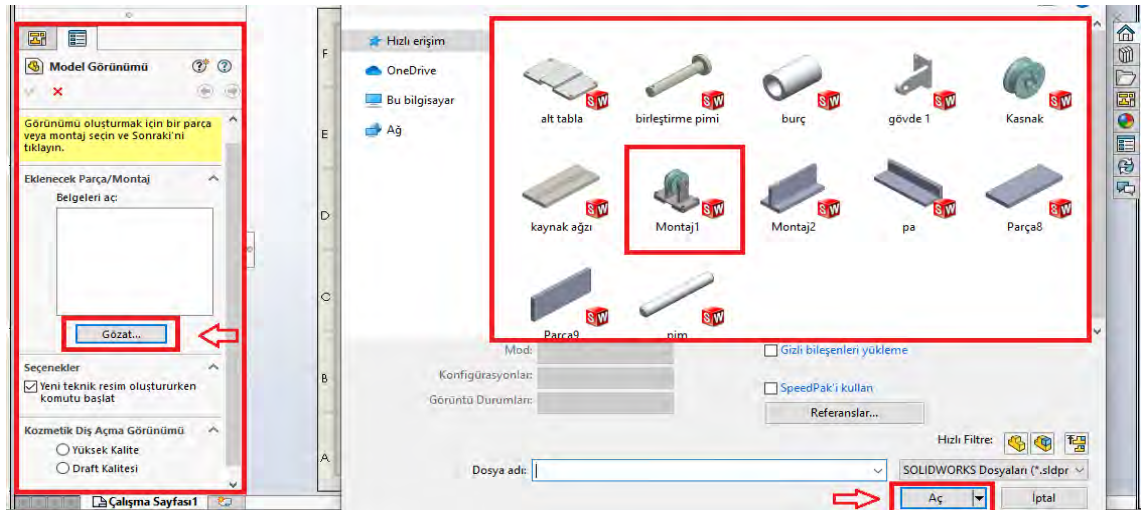 Model Görünümü
Görünümü oluşturmak için bir parça
veya montaj seçin ve Sonraki'ni
tıklayın.
Eklenecek Parça/Montaj
Belgeleri aç:
Gözat...
Seçenekler
Yeni teknik resim oluştururken
komutu başlat
Kozmetik Diş Açma Görünümü
Yüksek Kalite
Draft Kalitesi
Çalışma Sayfası1
F
E
D
C
B
A
Hızlı erişim
OneDrive
Bu bilgisayar
Ağ
alt tabla
birleştirme pimi
burç
gövde 1
Kasnak
kaynak ağzı
Montaj1
Montaj2
pa
Parça8
Parça9
pim
Mod:
Konfigürasyonlar:
Görüntü Durumları:
Gizli bileşenleri yükleme
SpeedPak'i kullan
Referanslar...
Hızlı Filtre:
Dosya adı:
SOLIDWORKS Dosyaları (*.sldpr
Aç
İptal